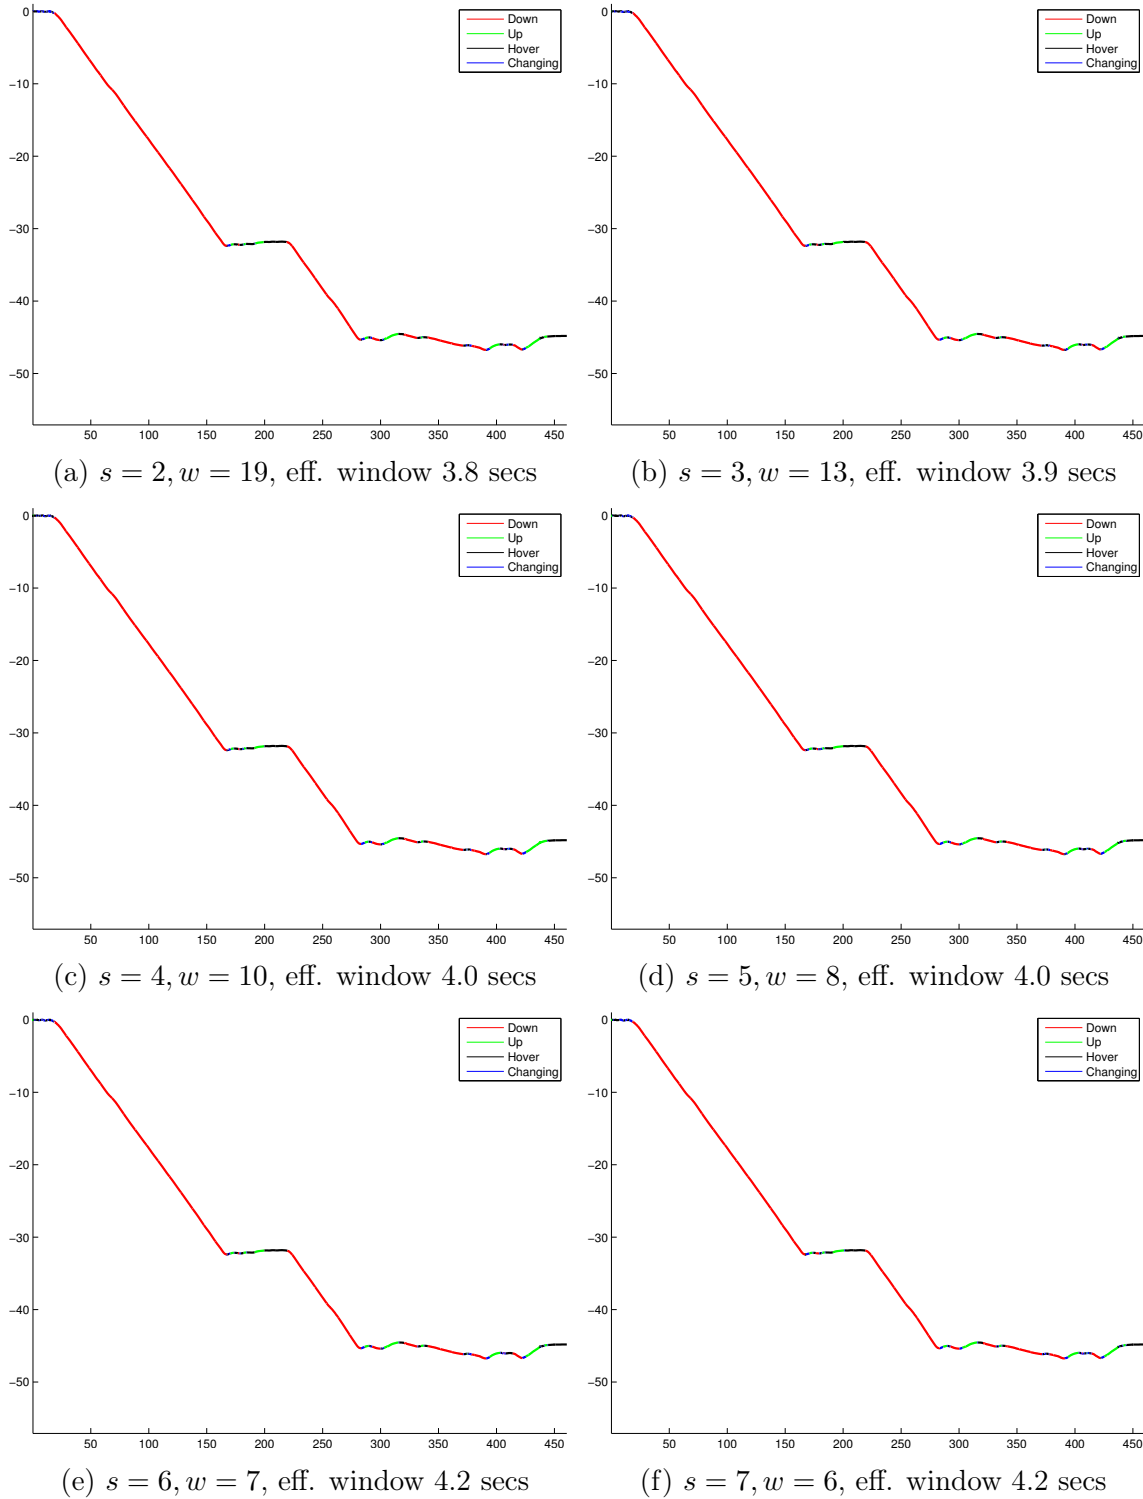 0
−10
−20
−30
−40
−50
50 100 150 200 250 300 350 400 450
Down
Up
Hover
Changing
(a) s = 2, w = 19, eff. window 3.8 secs
0
−10
−20
−30
−40
−50
50 100 150 200 250 300 350 400 450
Down
Up
Hover
Changing
(b) s = 3, w = 13, eff. window 3.9 secs
0
−10
−20
−30
−40
−50
50 100 150 200 250 300 350 400 450
Down
Up
Hover
Changing
(c) s = 4, w = 10, eff. window 4.0 secs
0
−10
−20
−30
−40
−50
50 100 150 200 250 300 350 400 450
Down
Up
Hover
Changing
(d) s = 5, w = 8, eff. window 4.0 secs
0
−10
−20
−30
−40
−50
50 100 150 200 250 300 350 400 450
Down
Up
Hover
Changing
(e) s = 6, w = 7, eff. window 4.2 secs
0
−10
−20
−30
−40
−50
50 100 150 200 250 300 350 400 450
Down
Up
Hover
Changing
(f) s = 7, w = 6, eff. window 4.2 secs